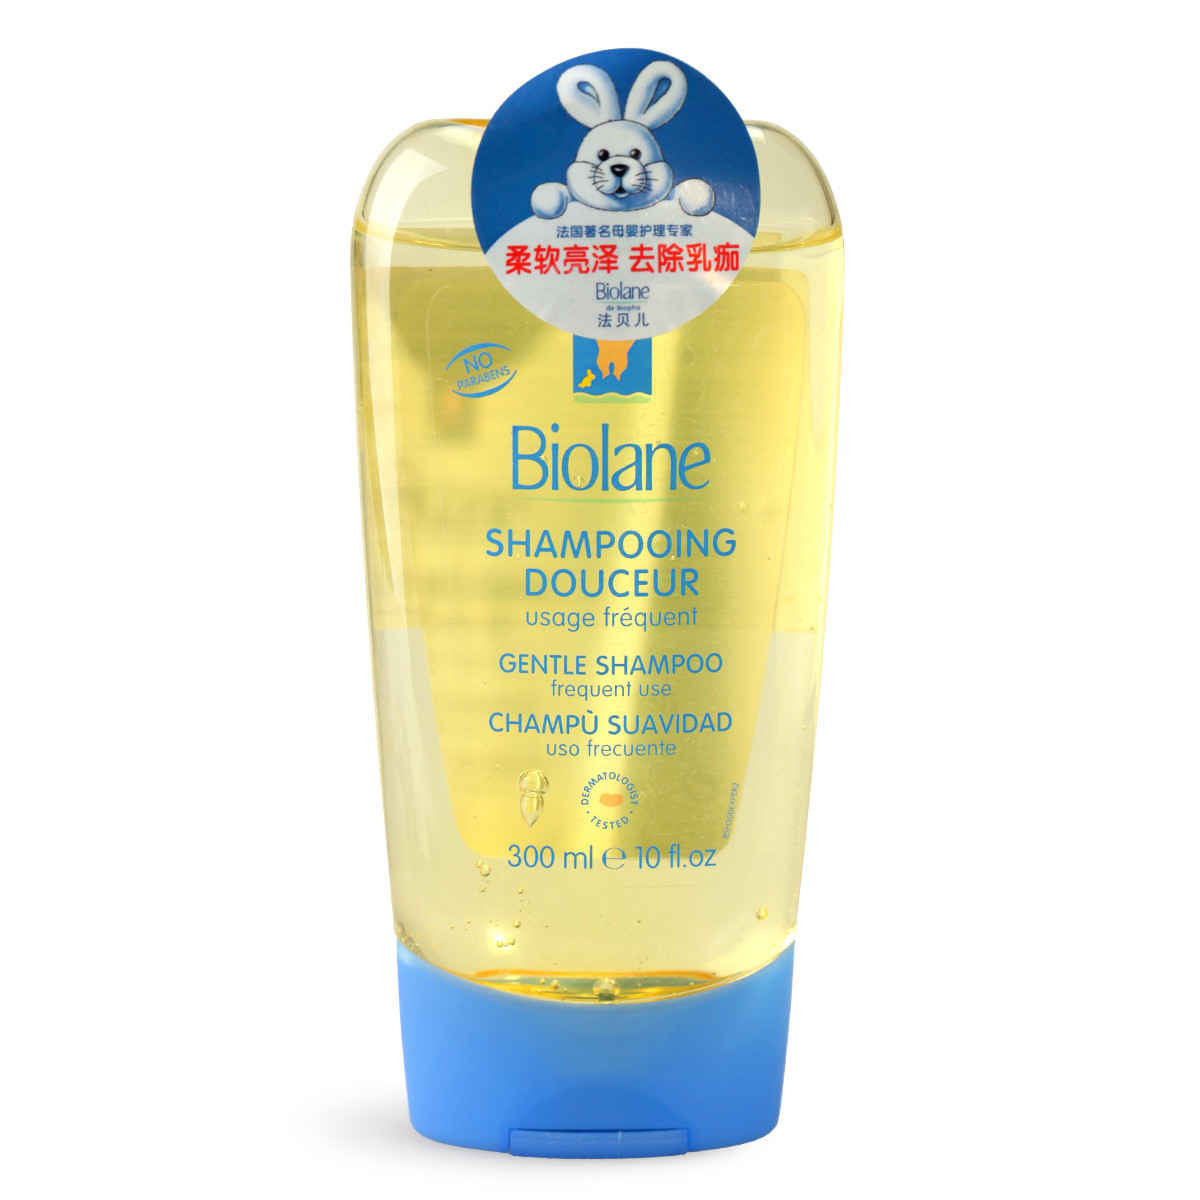 法国著名母婴护理专家
柔软亮泽 去除乳痂
Biolane
de Biopha
法贝儿
NO
PARABENS
Biolane
SHAMPOOING
DOUCEUR
usage fréquent
GENTLE SHAMPOO
frequent use
CHAMPÙ SUAVIDAD
uso frecuente
DERMATOLOGIST
· TESTED ·
300 ml ℮ 10 fl.oz